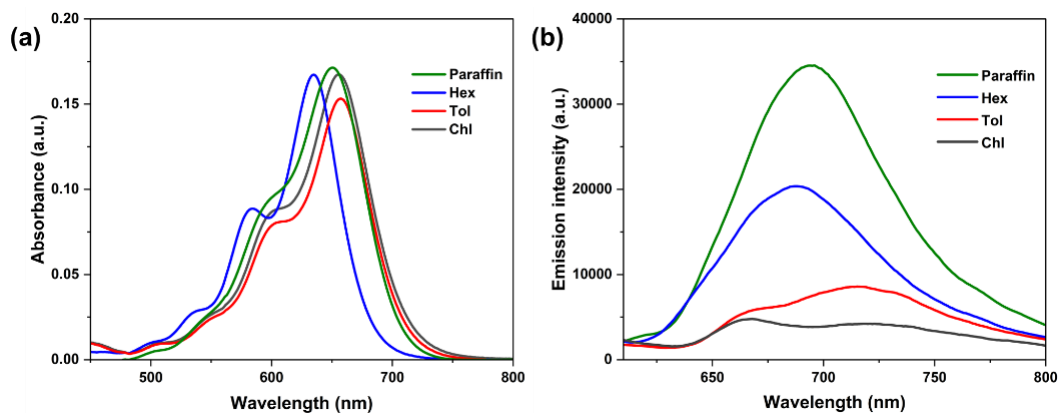 (a)
0.20
0.15
0.10
0.05
0.00
Absorbance (a.u.)
Paraffin
Hex
Tol
Chl
500
600
700
800
Wavelength (nm)
(b)
40000
30000
20000
10000
0
Emission intensity (a.u.)
Paraffin
Hex
Tol
Chl
650
700
750
800
Wavelength (nm)